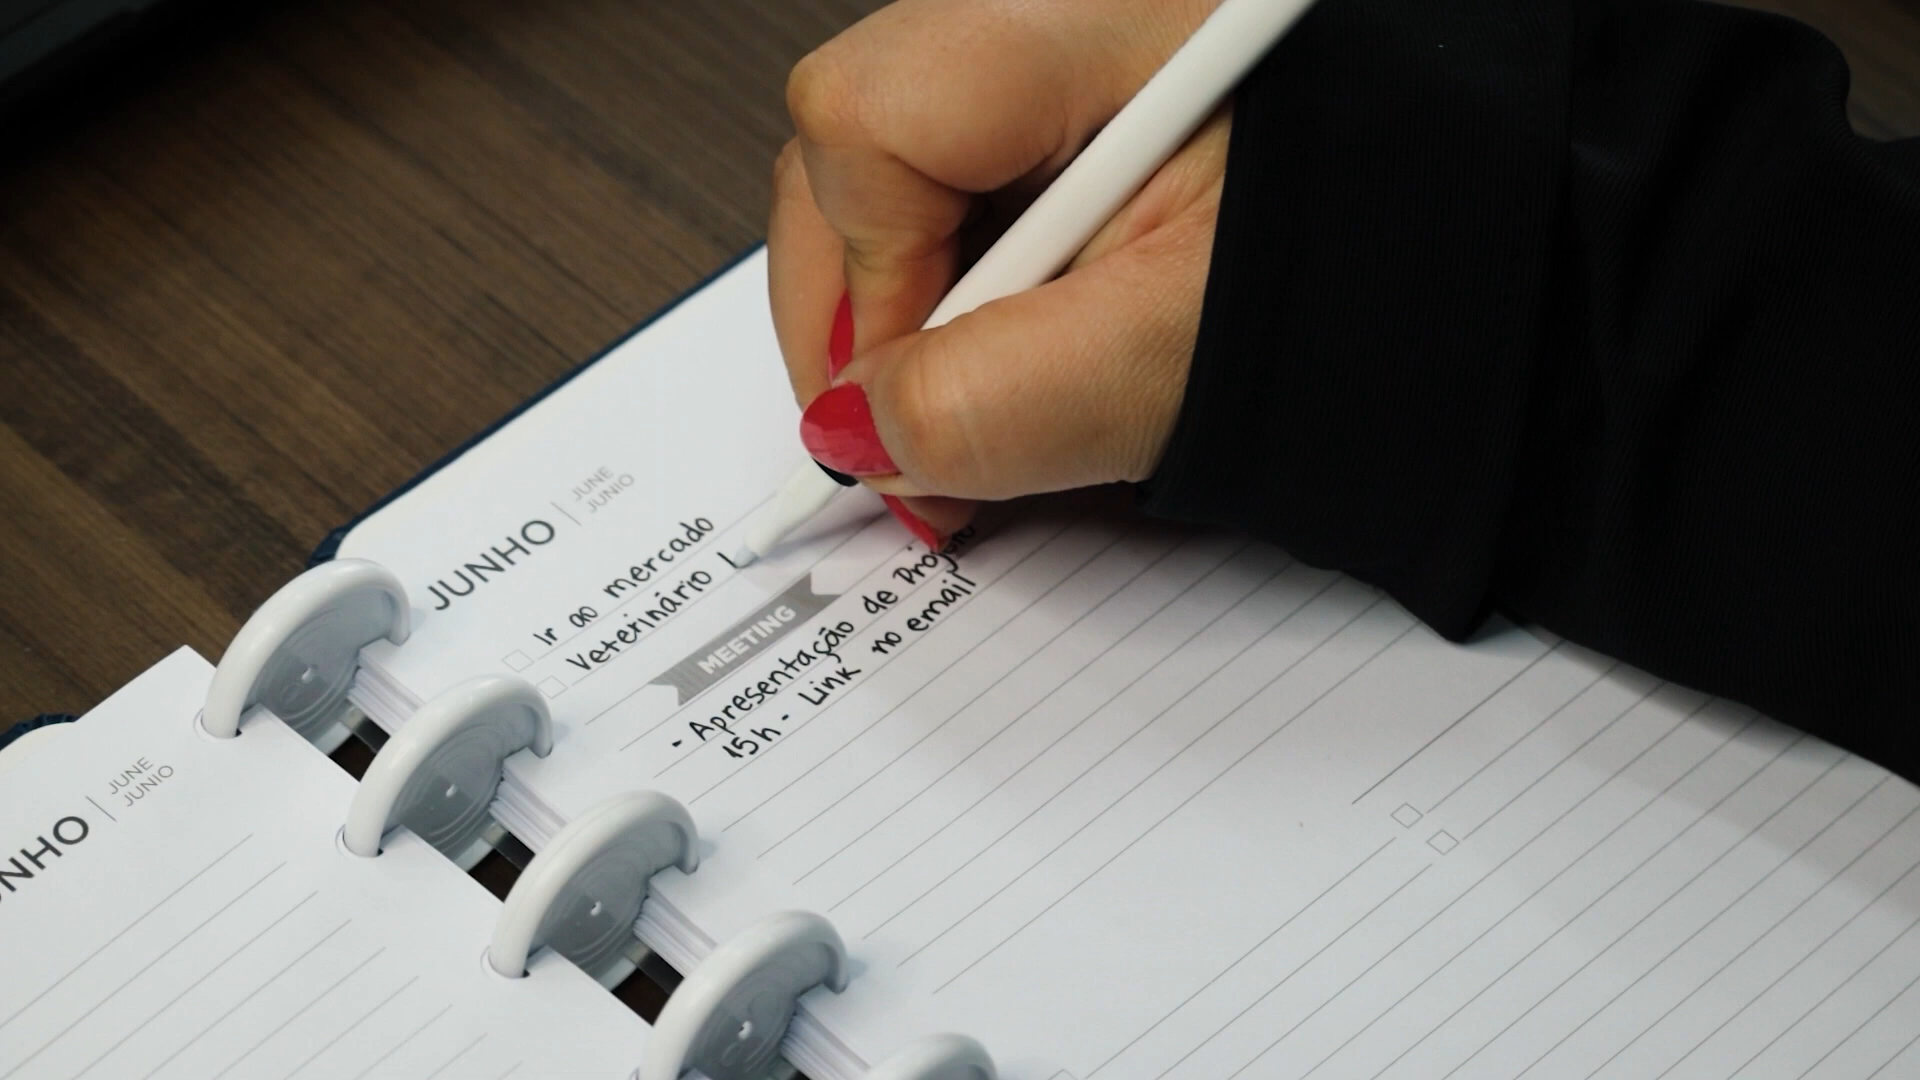 JUNHO | JUNE
JUNIO
Ir ao mercado
Veterinário
MEETING
- Apresentação de Projeto
15h - Link no email
JUNHO | JUNE
JUNIO